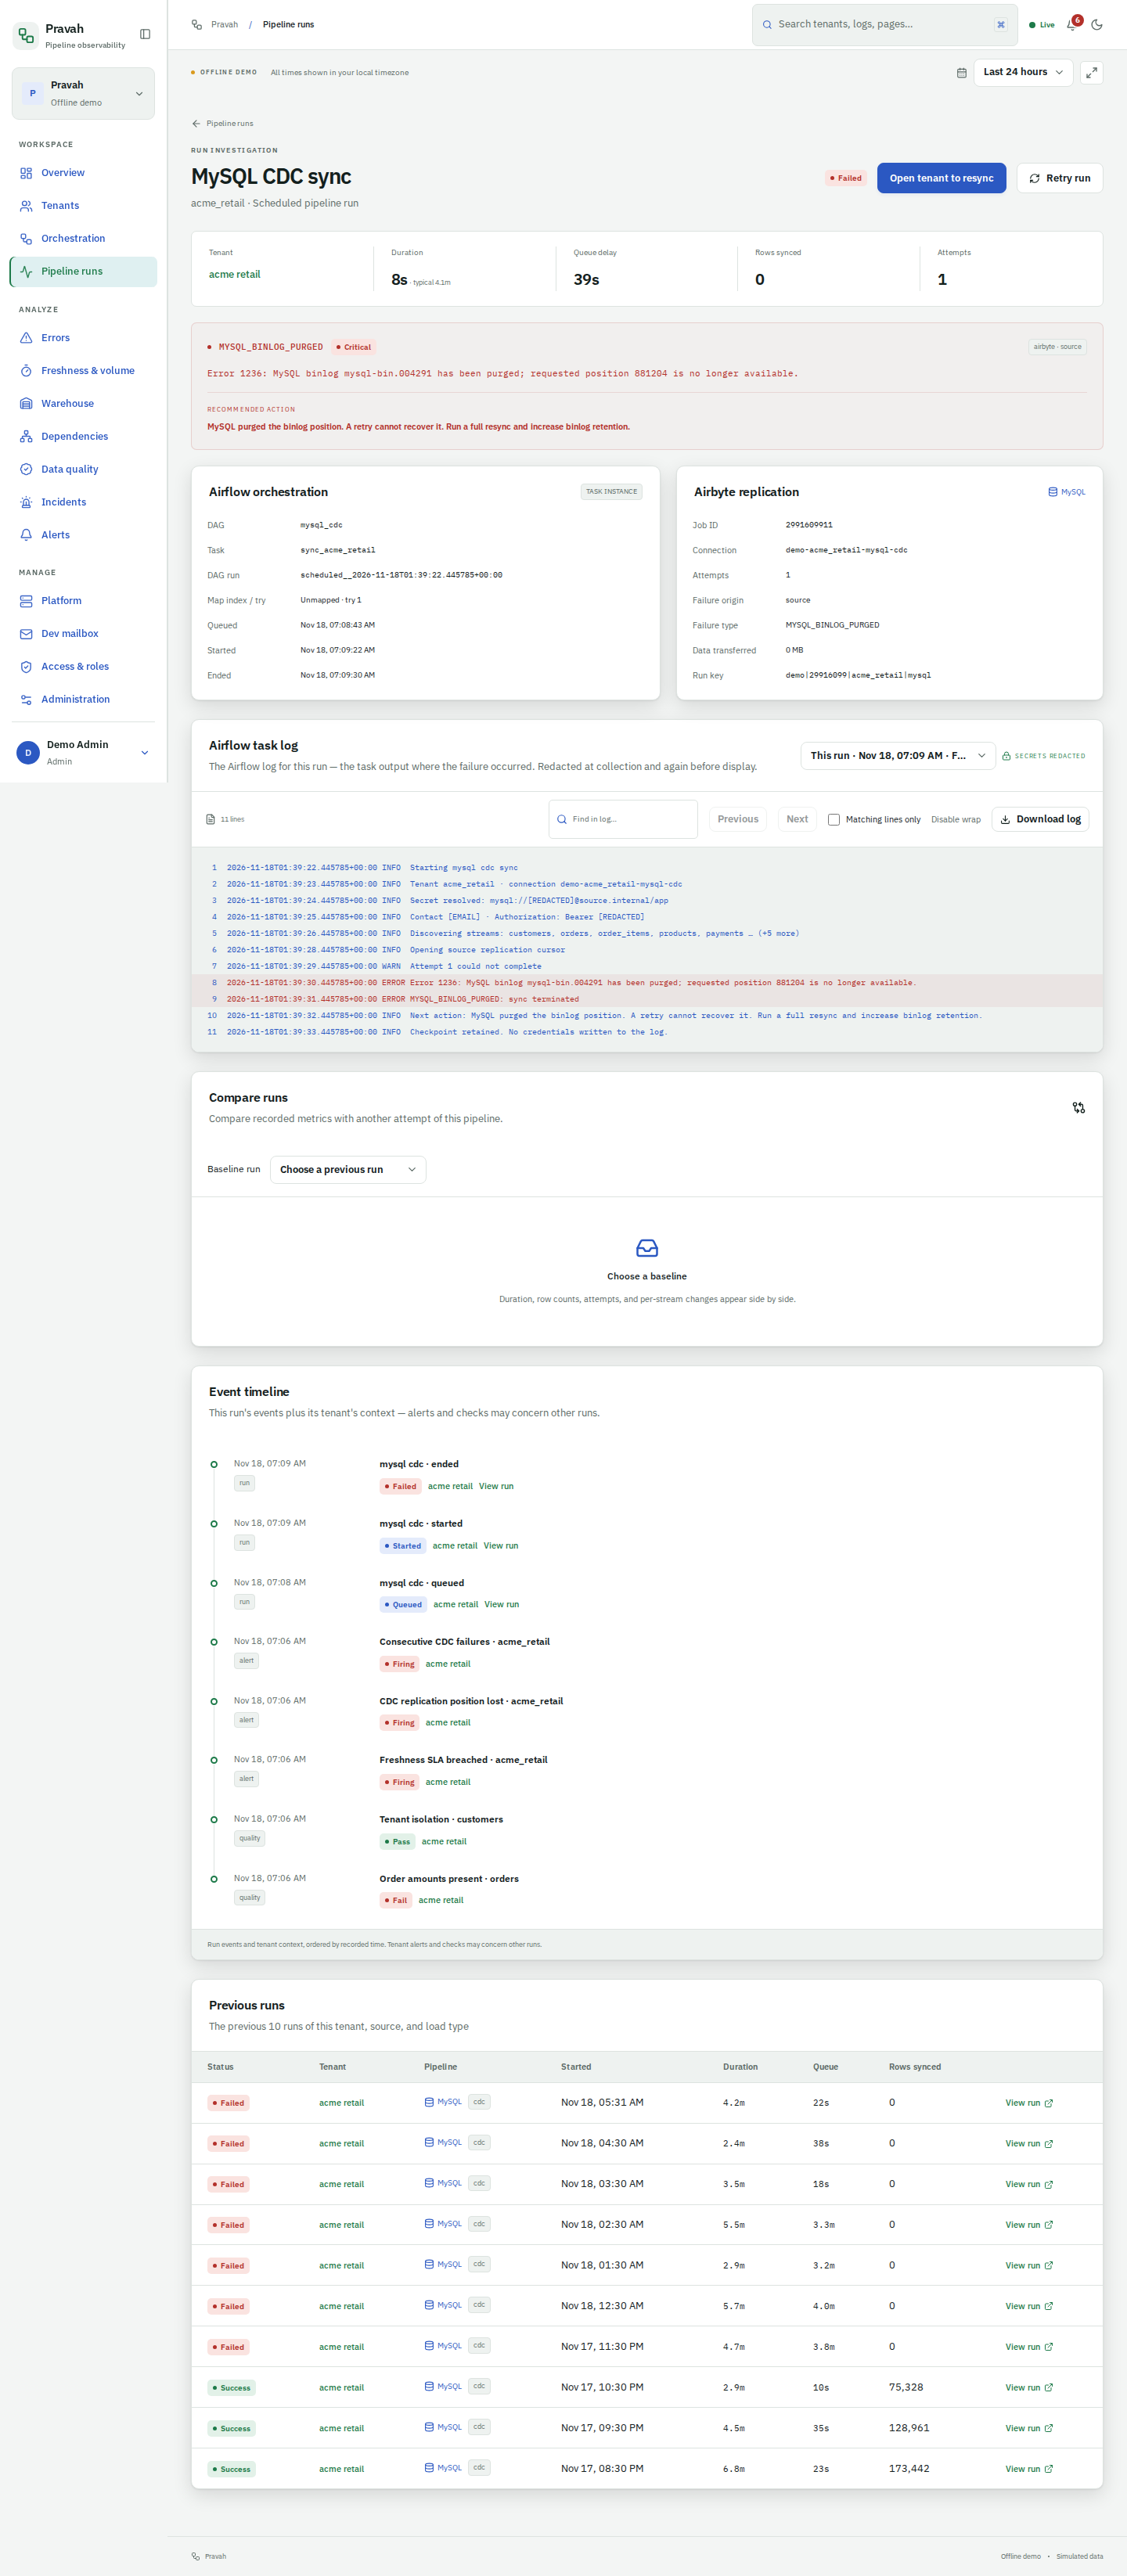 Pravah
Pipeline observability
P
Pravah
Offline demo
WORKSPACE
Overview
Tenants
Orchestration
Pipeline runs
ANALYZE
Errors
Freshness & volume
Warehouse
Dependencies
Data quality
Incidents
Alerts
MANAGE
Platform
Dev mailbox
Access & roles
Administration
D
Demo Admin
Admin
Pravah / Pipeline runs
Search tenants, logs, pages...
⌘
Live
6
OFFLINE DEMO All times shown in your local timezone
Last 24 hours
Pipeline runs
RUN INVESTIGATION
MySQL CDC sync
acme_retail · Scheduled pipeline run
Failed
Open tenant to resync
Retry run
Tenant
acme retail
Duration
8s · typical 4.1m
Queue delay
39s
Rows synced
0
Attempts
1
MYSQL_BINLOG_PURGED Critical airbyte · source
Error 1236: MySQL binlog mysql-bin.004291 has been purged; requested position 881204 is no longer available.
RECOMMENDED ACTION
MySQL purged the binlog position. A retry cannot recover it. Run a full resync and increase binlog retention.
Airflow orchestration TASK INSTANCE
DAG mysql_cdc
Task sync_acme_retail
DAG run scheduled__2026-11-18T01:39:22.445785+00:00
Map index / try Unmapped · try 1
Queued Nov 18, 07:08:43 AM
Started Nov 18, 07:09:22 AM
Ended Nov 18, 07:09:30 AM
Airbyte replication MySQL
Job ID 2991609911
Connection demo-acme_retail-mysql-cdc
Attempts 1
Failure origin source
Failure type MYSQL_BINLOG_PURGED
Data transferred 0 MB
Run key demo|29916099|acme_retail|mysql
Airflow task log
The Airflow log for this run — the task output where the failure occurred. Redacted at collection and again before display.
This run · Nov 18, 07:09 AM · F...
SECRETS REDACTED
11 lines
Find in log...
Previous
Next
Matching lines only
Disable wrap
Download log
1 2026-11-18T01:39:22.445785+00:00 INFO Starting mysql cdc sync
2 2026-11-18T01:39:23.445785+00:00 INFO Tenant acme_retail · connection demo-acme_retail-mysql-cdc
3 2026-11-18T01:39:24.445785+00:00 INFO Secret resolved: mysql://[REDACTED]@source.internal/app
4 2026-11-18T01:39:25.445785+00:00 INFO Contact [EMAIL] · Authorization: Bearer [REDACTED]
5 2026-11-18T01:39:26.445785+00:00 INFO Discovering streams: customers, orders, order_items, products, payments … (+5 more)
6 2026-11-18T01:39:28.445785+00:00 INFO Opening source replication cursor
7 2026-11-18T01:39:29.445785+00:00 WARN Attempt 1 could not complete
8 2026-11-18T01:39:30.445785+00:00 ERROR Error 1236: MySQL binlog mysql-bin.004291 has been purged; requested position 881204 is no longer available.
9 2026-11-18T01:39:31.445785+00:00 ERROR MYSQL_BINLOG_PURGED: sync terminated
10 2026-11-18T01:39:32.445785+00:00 INFO Next action: MySQL purged the binlog position. A retry cannot recover it. Run a full resync and increase binlog retention.
11 2026-11-18T01:39:33.445785+00:00 INFO Checkpoint retained. No credentials written to the log.
Compare runs
Compare recorded metrics with another attempt of this pipeline.
Baseline run Choose a previous run
Choose a baseline
Duration, row counts, attempts, and per-stream changes appear side by side.
Event timeline
This run's events plus its tenant's context — alerts and checks may concern other runs.
Nov 18, 07:09 AM mysql cdc · ended
run Failed acme retail View run
Nov 18, 07:09 AM mysql cdc · started
run Started acme retail View run
Nov 18, 07:08 AM mysql cdc · queued
run Queued acme retail View run
Nov 18, 07:06 AM Consecutive CDC failures · acme_retail
alert Firing acme retail
Nov 18, 07:06 AM CDC replication position lost · acme_retail
alert Firing acme retail
Nov 18, 07:06 AM Freshness SLA breached · acme_retail
alert Firing acme retail
Nov 18, 07:06 AM Tenant isolation · customers
quality Pass acme retail
Nov 18, 07:06 AM Order amounts present · orders
quality Fail acme retail
Run events and tenant context, ordered by recorded time. Tenant alerts and checks may concern other runs.
Previous runs
The previous 10 runs of this tenant, source, and load type
Status Tenant Pipeline Started Duration Queue Rows synced
Failed acme retail MySQL cdc Nov 18, 05:31 AM 4.2m 22s 0 View run
Failed acme retail MySQL cdc Nov 18, 04:30 AM 2.4m 38s 0 View run
Failed acme retail MySQL cdc Nov 18, 03:30 AM 3.5m 18s 0 View run
Failed acme retail MySQL cdc Nov 18, 02:30 AM 5.5m 3.3m 0 View run
Failed acme retail MySQL cdc Nov 18, 01:30 AM 2.9m 3.2m 0 View run
Failed acme retail MySQL cdc Nov 18, 12:30 AM 5.7m 4.0m 0 View run
Failed acme retail MySQL cdc Nov 17, 11:30 PM 4.7m 3.8m 0 View run
Success acme retail MySQL cdc Nov 17, 10:30 PM 2.9m 10s 75,328 View run
Success acme retail MySQL cdc Nov 17, 09:30 PM 4.5m 35s 128,961 View run
Success acme retail MySQL cdc Nov 17, 08:30 PM 6.8m 23s 173,442 View run
Pravah
Offline demo • Simulated data